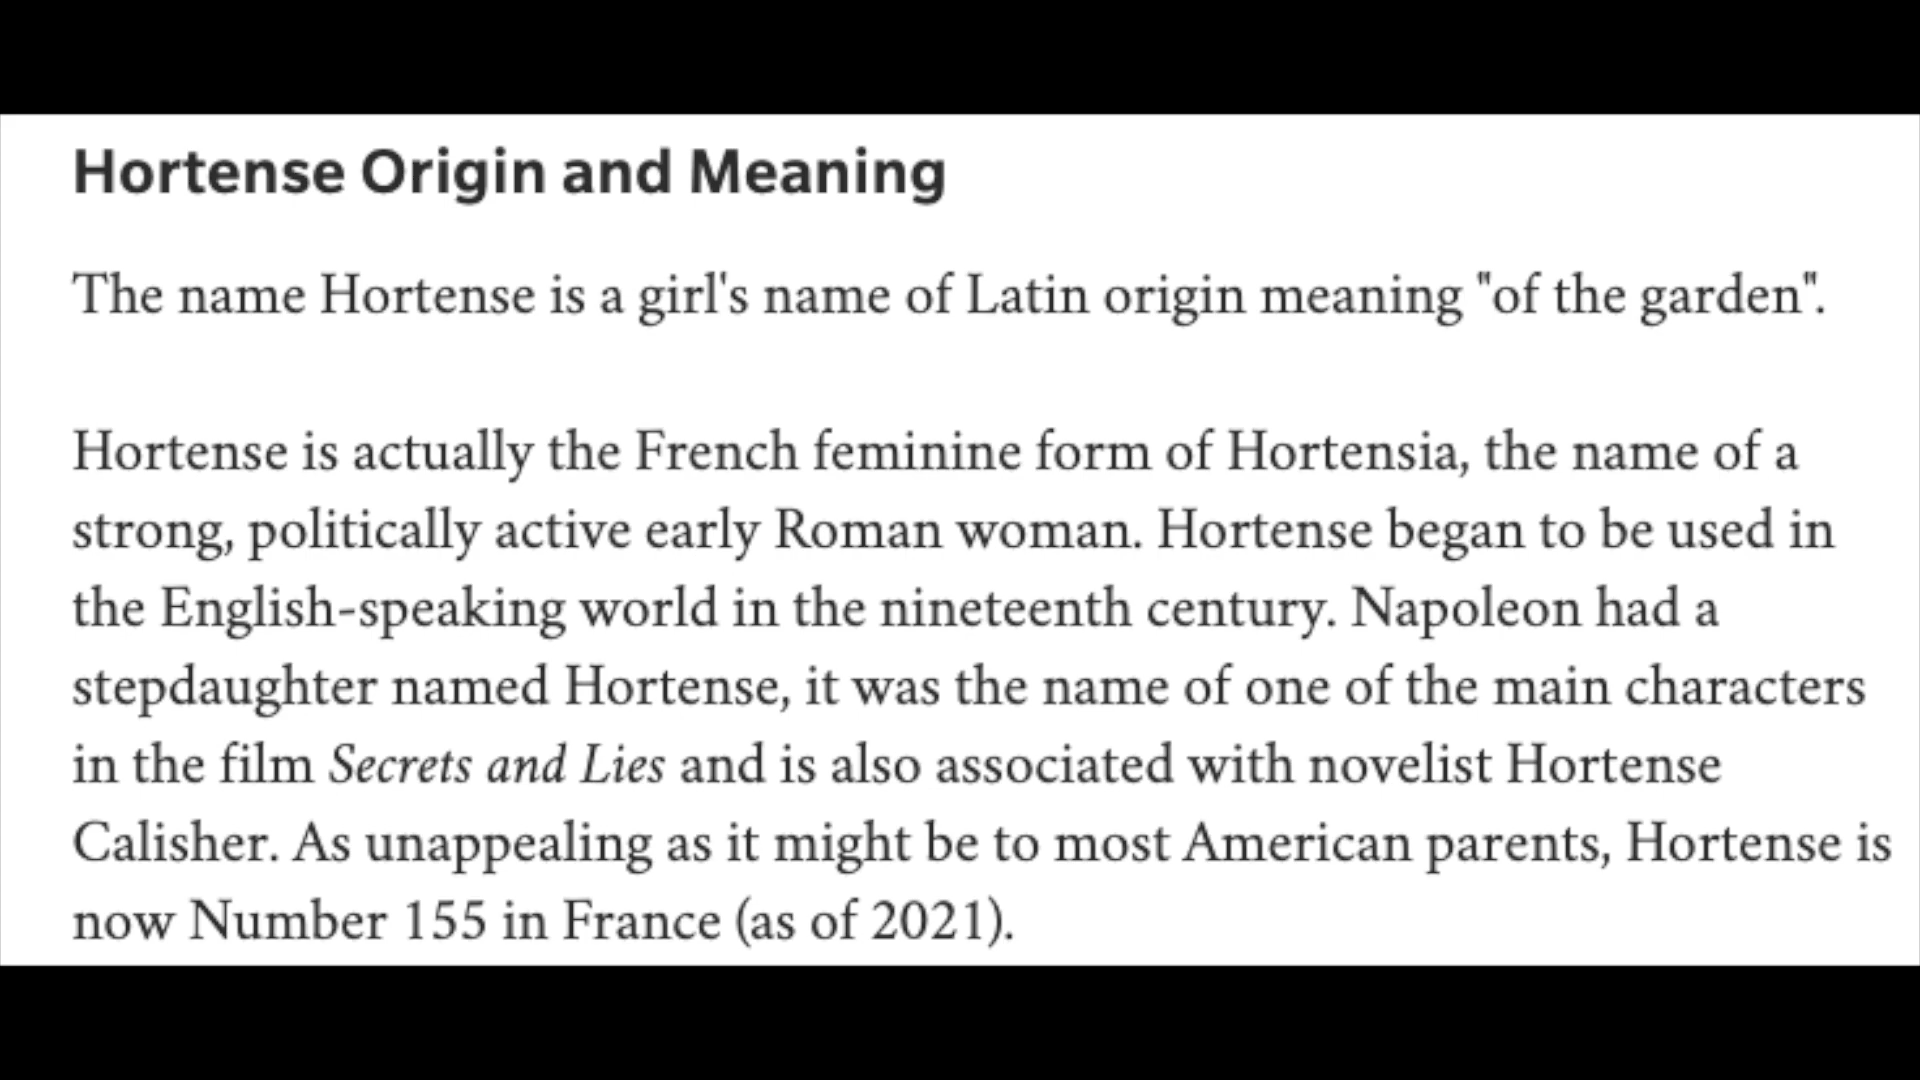 Hortense Origin and Meaning
The name Hortense is a girl's name of Latin origin meaning "of the garden".
Hortense is actually the French feminine form of Hortensia, the name of a
strong, politically active early Roman woman. Hortense began to be used in
the English-speaking world in the nineteenth century. Napoleon had a
stepdaughter named Hortense, it was the name of one of the main characters
in the film Secrets and Lies and is also associated with novelist Hortense
Calisher. As unappealing as it might be to most American parents, Hortense is
now Number 155 in France (as of 2021).